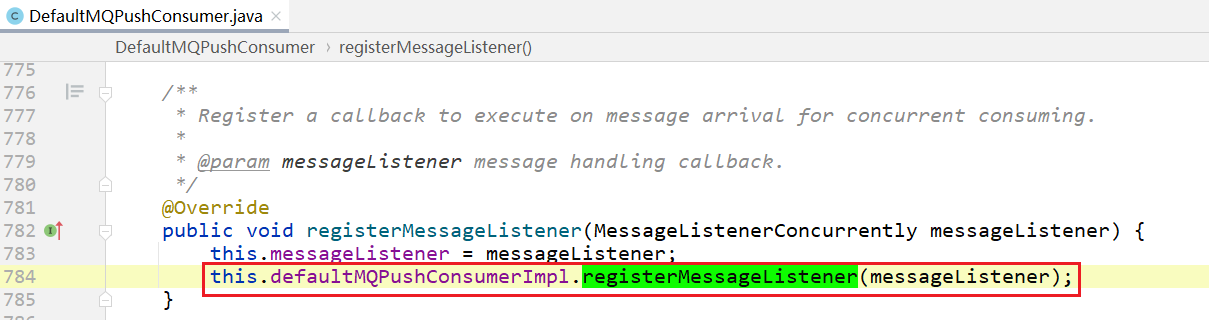 DefaultMQPushConsumer.java ×
DefaultMQPushConsumer › registerMessageListener()
775
776 /**
777 * Register a callback to execute on message arrival for concurrent consuming.
778 *
779 * @param messageListener message handling callback.
780 */
781 @Override
782 public void registerMessageListener(MessageListenerConcurrently messageListener) {
783 this.messageListener = messageListener;
784 this.defaultMQPushConsumerImpl.registerMessageListener(messageListener);
785 }